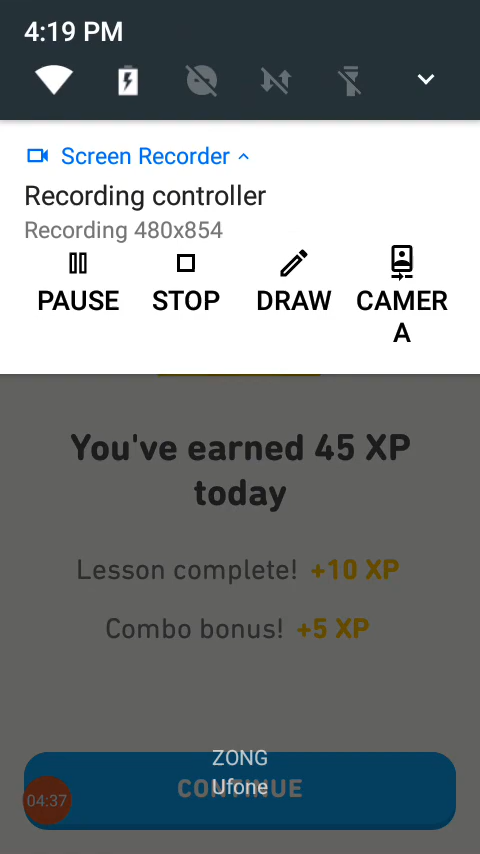 4:19 PM
Screen Recorder
Recording controller
Recording 480x854
PAUSE STOP DRAW CAMER
A
You've earned 45 XP
today
Lesson complete! +10 XP
Combo bonus! +5 XP
ZONG
CONTINUE
Ufone
04:37